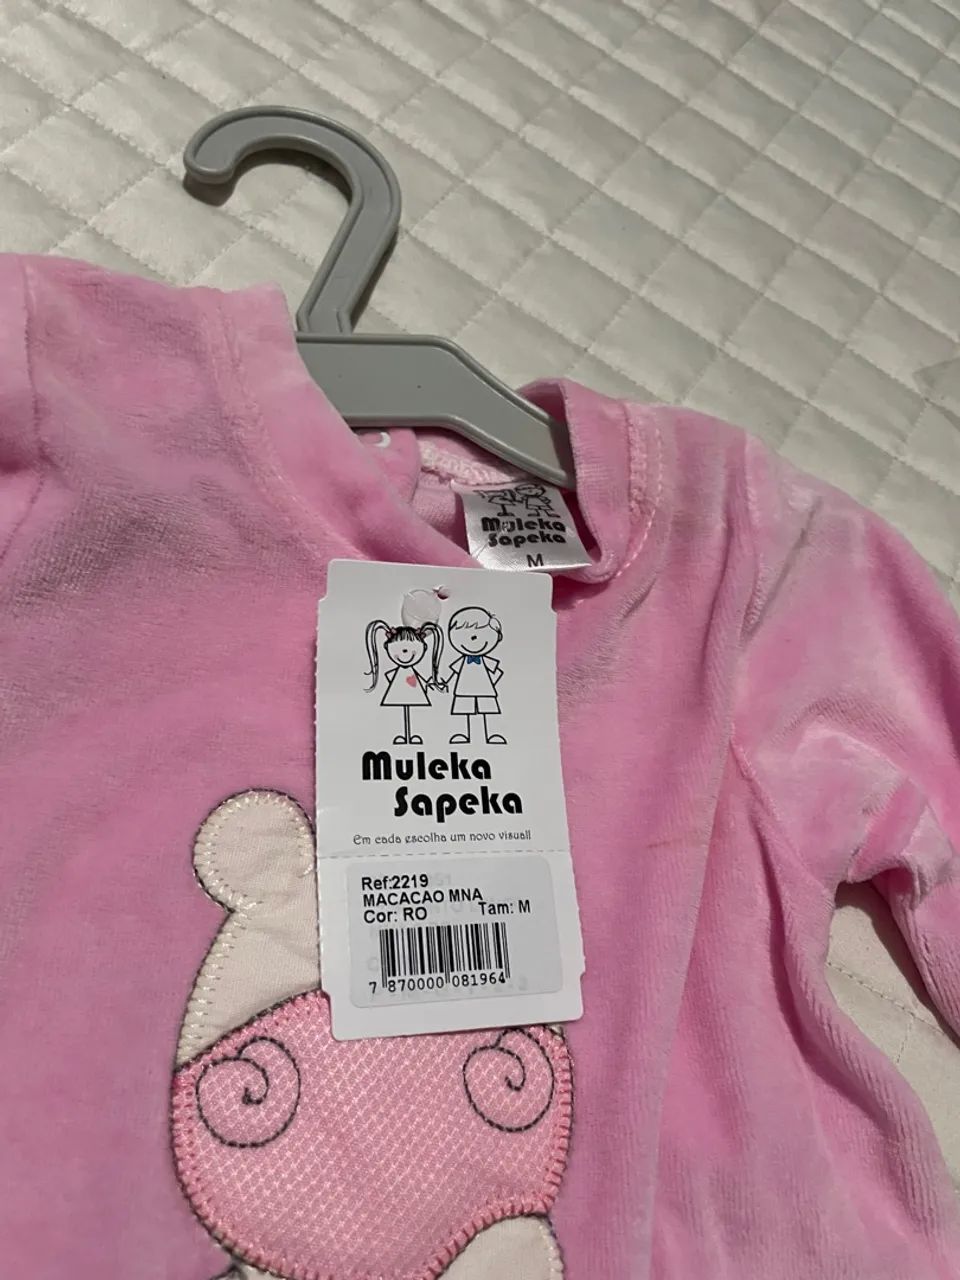 Muleka
Sapeka
M
Muleka
Sapeka
Em cada escolha um novo visual!
Ref:2219
MACACAO MNA
Cor: RO Tam: M
7 870000 081964